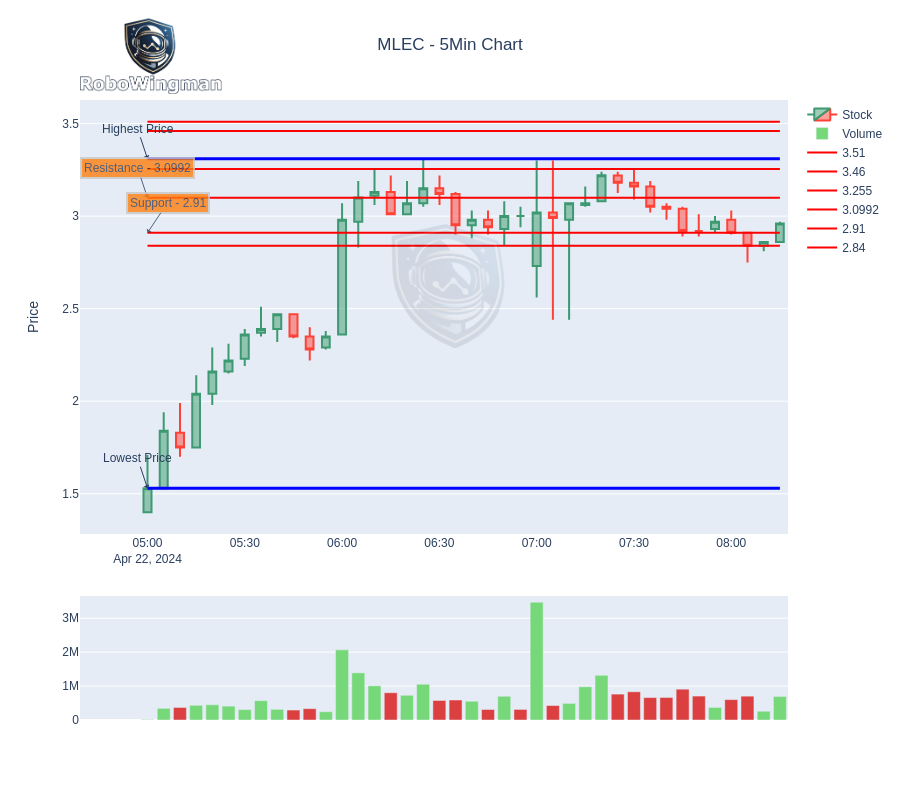 MLEC - 5Min Chart
RoboWingman
Highest Price
Resistance - 3.0992
Support - 2.91
Lowest Price
3.5
3
2.5
2
1.5
Price
05:00
05:30
06:00
06:30
07:00
07:30
08:00
Apr 22, 2024
3M
2M
1M
0
Stock
Volume
3.51
3.46
3.255
3.0992
2.91
2.84